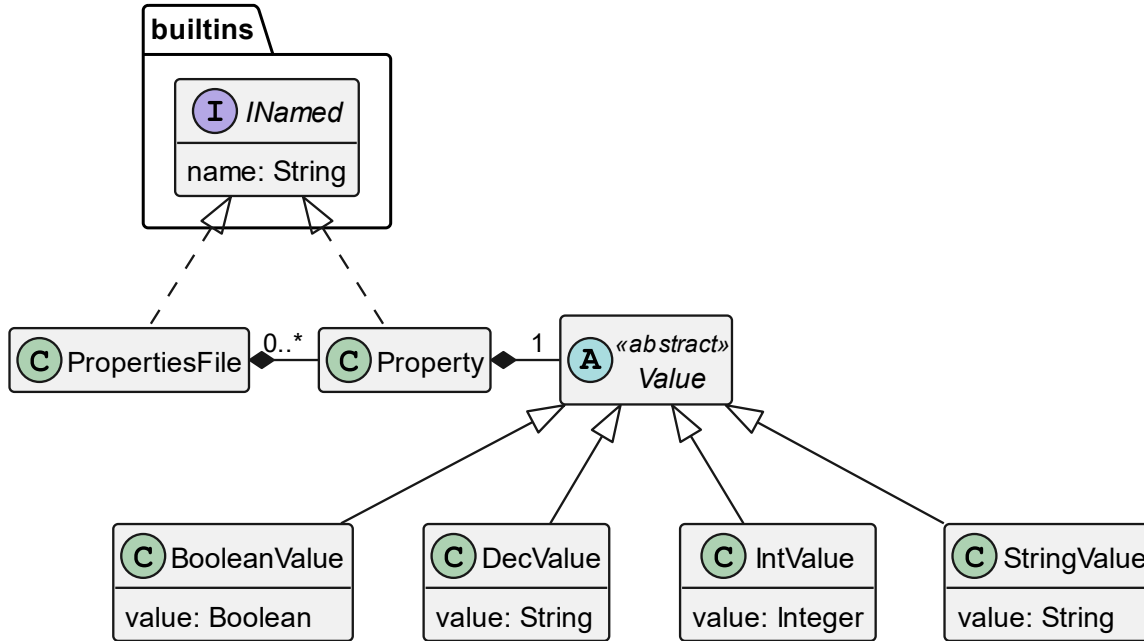 builtins
I INamed
name: String
C PropertiesFile 0..* C Property 1 A «abstract»
Value
C BooleanValue
value: Boolean
C DecValue
value: String
C IntValue
value: Integer
C StringValue
value: String